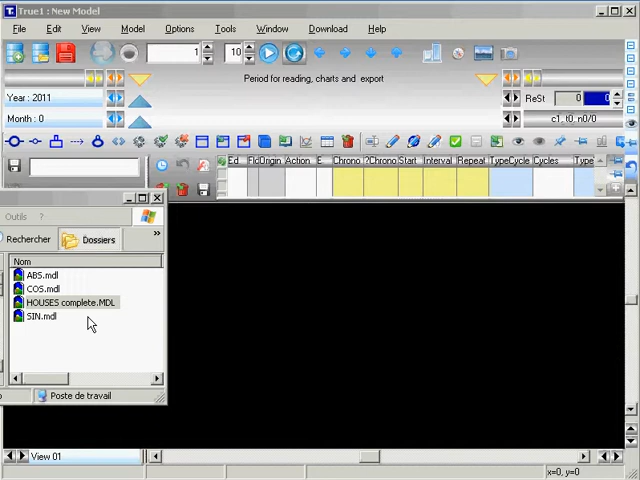 True1 : New Model
File Edit View Model Options Tools Window Download Help
1 10
Period for reading, charts and export
Year : 2011
ReSt 0 0
Month : 0
c1, t0, n0/0
Ed Fld Origin Action E Chrono ?Chrono Start Interval Repeat TypeCycle Cycles Type
Outils ?
Rechercher Dossiers »
Nom
ABS.mdl
COS.mdl
HOUSES complete.MDL
SIN.mdl
Poste de travail
View 01
x=0, y=0